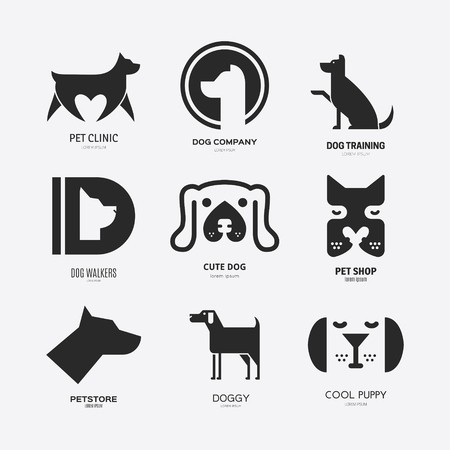 PET CLINIC
LOREM IPSUM
DOG COMPANY
LOREM IPSUM
DOG TRAINING
LOREM IPSUM
ID
DOG WALKERS
LOREM IPSUM
CUTE DOG
lorem ipsum
PET SHOP
lorem ipsum
PETSTORE
LOREM IPSUM
DOGGY
LOREM IPSUM
COOL PUPPY
LOREM IPSUM